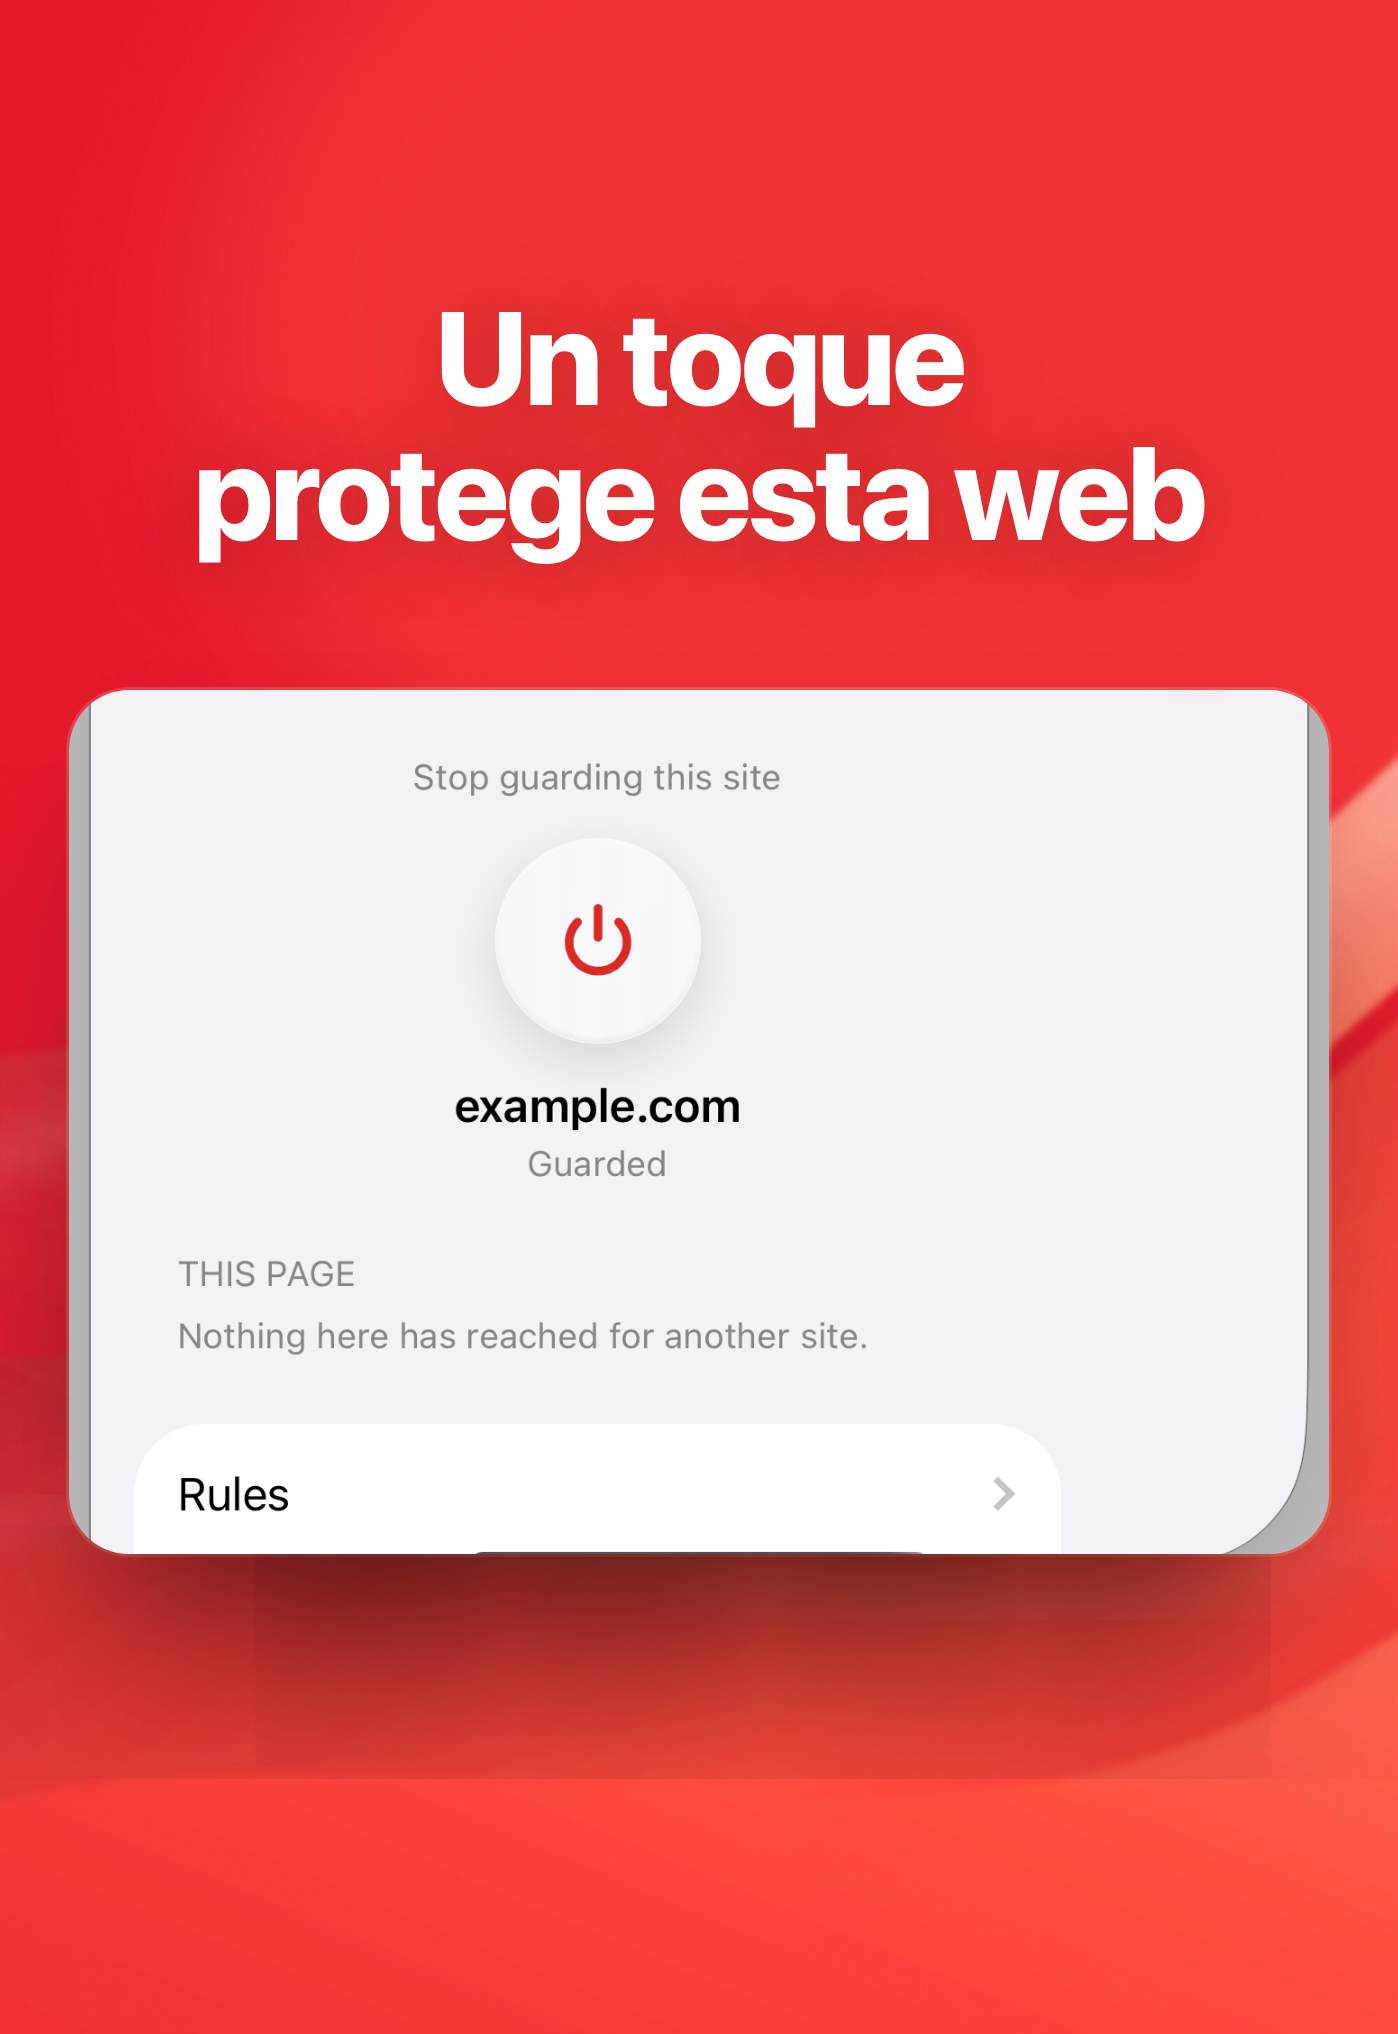 Un toque
protege esta web
Stop guarding this site
example.com
Guarded
THIS PAGE
Nothing here has reached for another site.
Rules